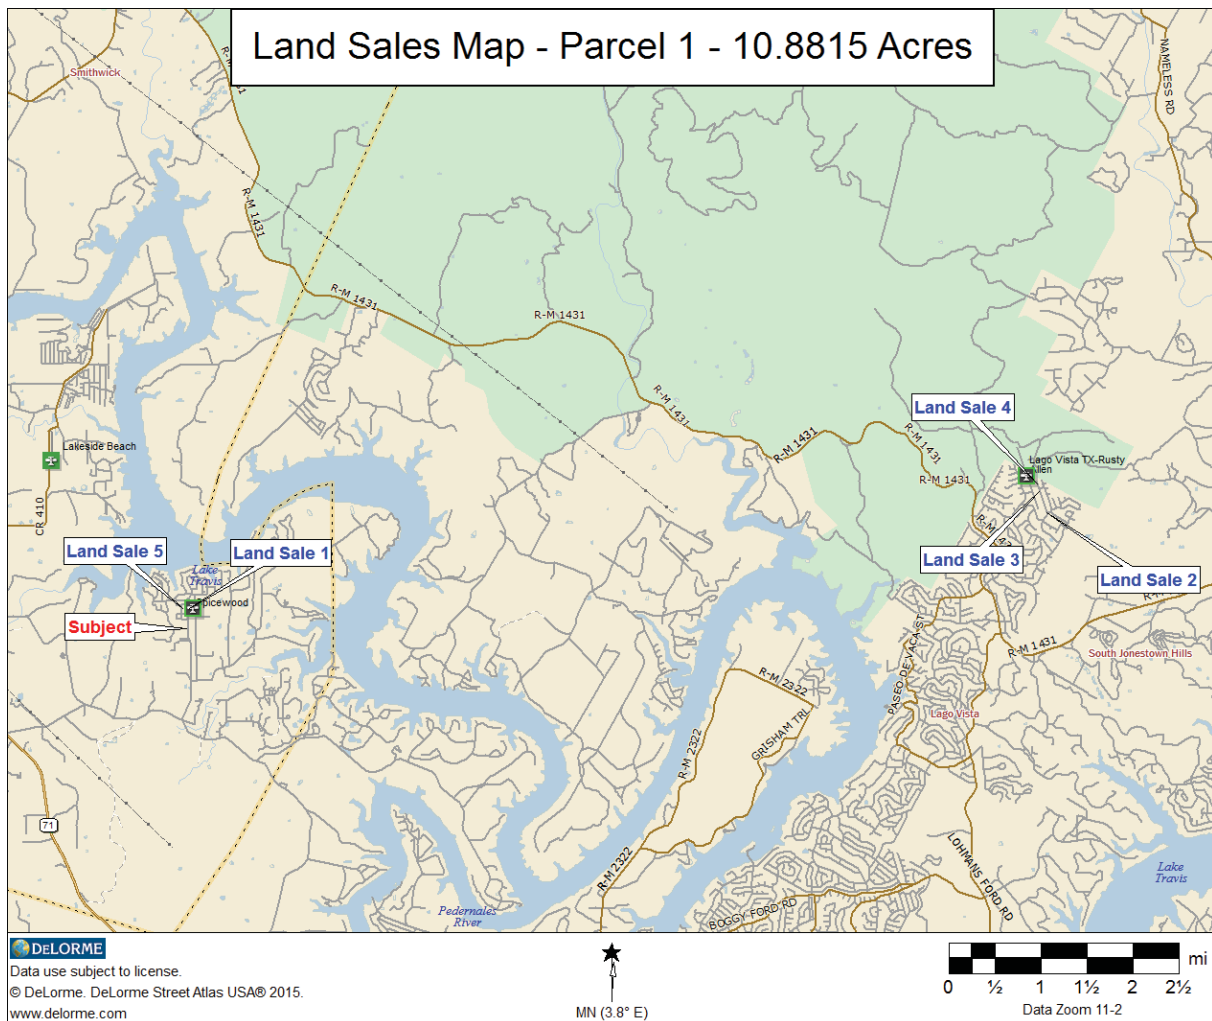 Land Sales Map - Parcel 1 - 10.8815 Acres
Smithwick
R-M 1431
NAMELESS RD
R-M 1431
R-M 1431
R-M 1431
R-M 1431
R-M 1431
R-M 1431
R-M 1431
Land Sale 4
Lakeside Beach
Lago Vista TX-Rusty
Allen
CR 410
Land Sale 5
Land Sale 1
Lake
Travis
Land Sale 3
Land Sale 2
Spicewood
Subject
R-M 1431
South Jonestown Hills
PASEO DE VACA ST
R-M 2322
R-M 2322
GRISHAM TRL
Lago Vista
71
R-M 2322
LOHMANS FORD RD
Lake
Travis
Pedernales
River
BOGGY FORD RD
DELORME
Data use subject to license.
© DeLorme. DeLorme Street Atlas USA® 2015.
www.delorme.com
MN (3.8° E)
mi
0 ½ 1 1½ 2 2½
Data Zoom 11-2